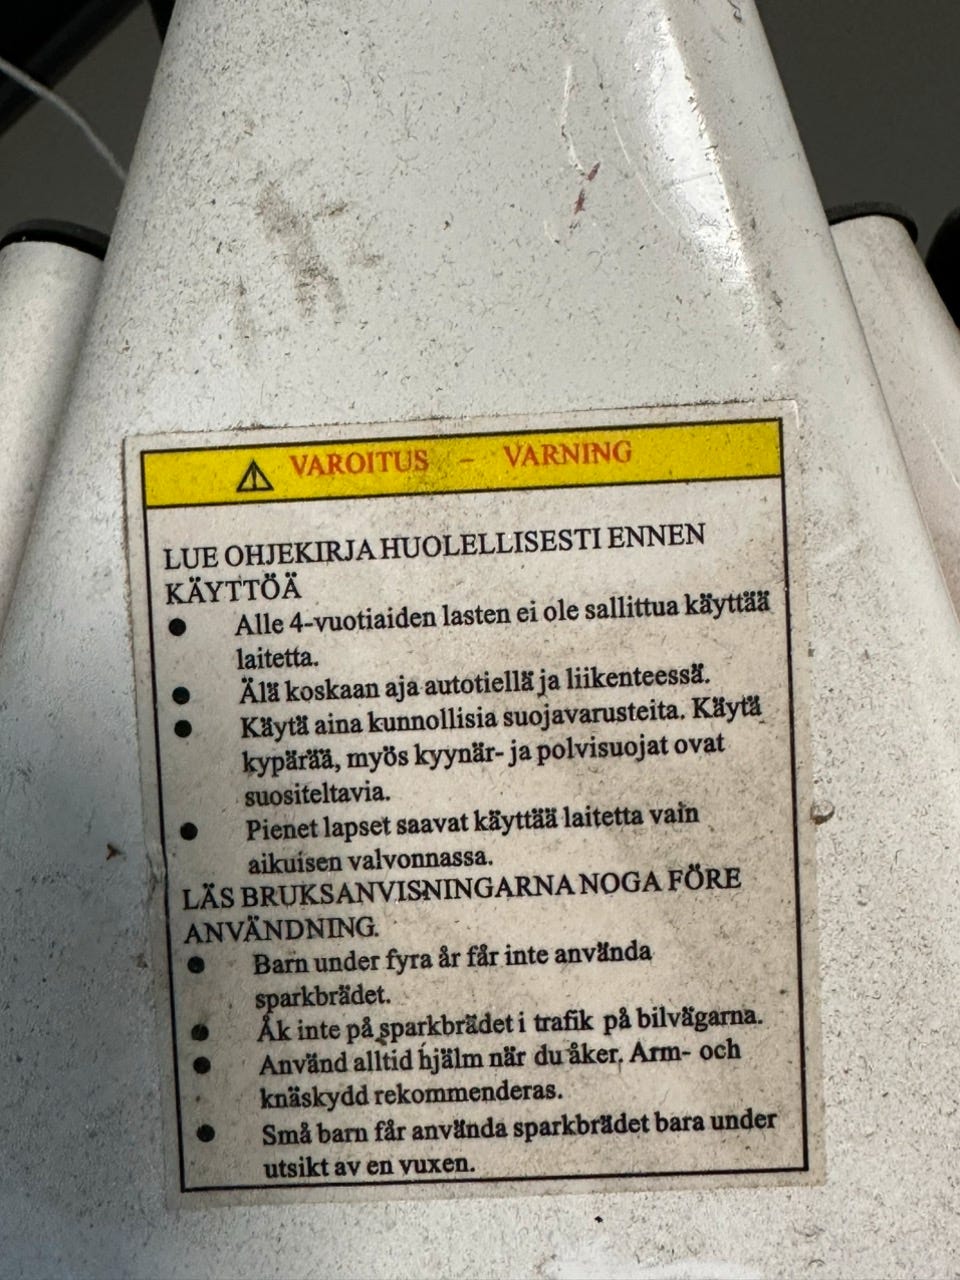 VAROITUS - VARNING
LUE OHJEKIRJA HUOLELLISESTI ENNEN
KÄYTTÖÄ
● Alle 4-vuotiaiden lasten ei ole sallittua käyttää
laitetta.
● Älä koskaan aja autotiellä ja liikenteessä.
● Käytä aina kunnollisia suojavarusteita. Käytä
kypärää, myös kyynär- ja polvisuojat ovat
suositeltavia.
● Pienet lapset saavat käyttää laitetta vain
aikuisen valvonnassa.
LÄS BRUKSANVISNINGARNA NOGA FÖRE
ANVÄNDNING.
● Barn under fyra år får inte använda
sparkbrädet.
● Åk inte på sparkbrädet i trafik på bilvägarna.
● Använd alltid hjälm när du åker. Arm- och
knäskydd rekommenderas.
● Små barn får använda sparkbrädet bara under
utsikt av en vuxen.